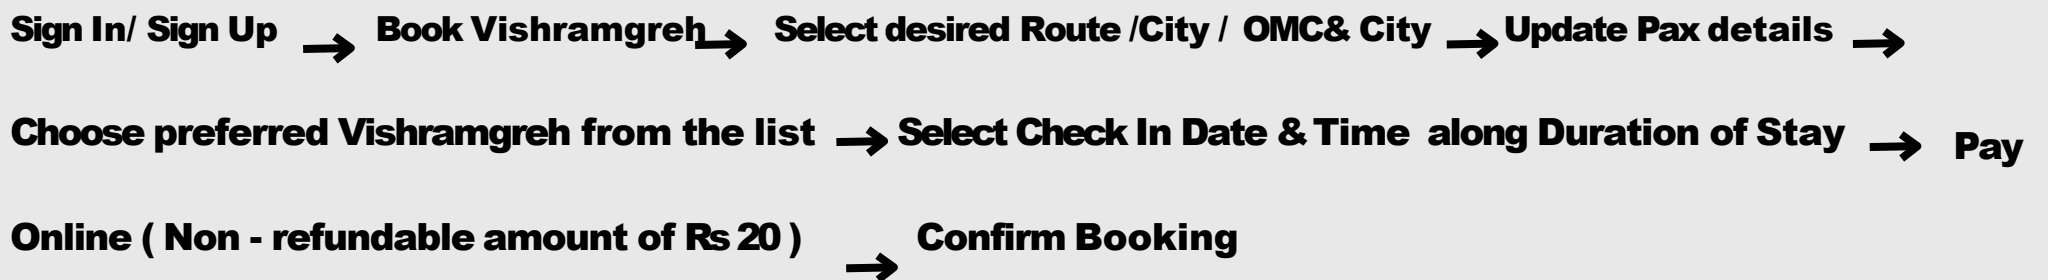 Sign In/ Sign Up → Book Vishramgreh → Select desired Route /City / OMC& City → Update Pax details →
Choose preferred Vishramgreh from the list → Select Check In Date & Time along Duration of Stay → Pay
Online ( Non - refundable amount of Rs 20 ) → Confirm Booking